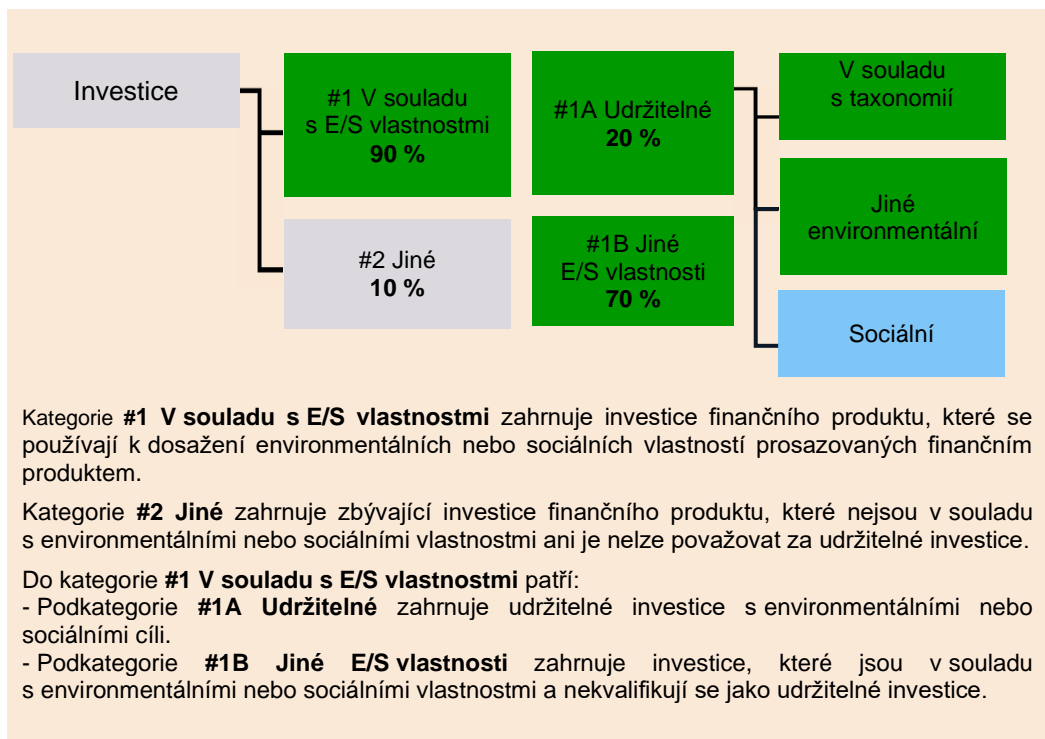 Investice
#1 V souladu
s E/S vlastnostmi
90 %
#2 Jiné
10 %
#1A Udržitelné
20 %
#1B Jiné
E/S vlastnosti
70 %
V souladu
s taxonomií
Jiné
environmentální
Sociální
Kategorie #1 V souladu s E/S vlastnostmi zahrnuje investice finančního produktu, které se
používají k dosažení environmentálních nebo sociálních vlastností prosazovaných finančním
produktem.
Kategorie #2 Jiné zahrnuje zbývající investice finančního produktu, které nejsou v souladu
s environmentálními nebo sociálními vlastnostmi ani je nelze považovat za udržitelné investice.
Do kategorie #1 V souladu s E/S vlastnostmi patří:
- Podkategorie #1A Udržitelné zahrnuje udržitelné investice s environmentálními nebo
sociálními cíli.
- Podkategorie #1B Jiné E/S vlastnosti zahrnuje investice, které jsou v souladu
s environmentálními nebo sociálními vlastnostmi a nekvalifikují se jako udržitelné investice.